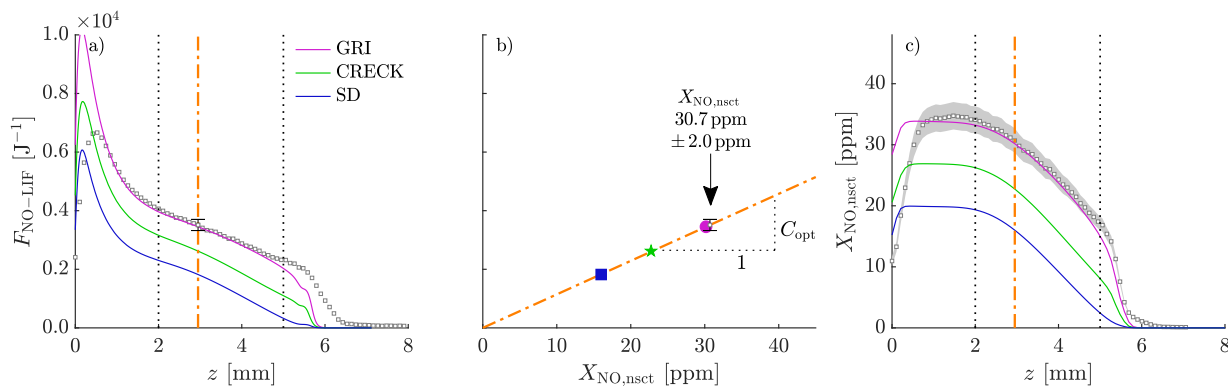 ×10⁴
a)
GRI
CRECK
SD
1.0
0.8
0.6
0.4
0.2
0.0
F_NO−LIF [J⁻¹]
0 2 4 6 8
z [mm]
b)
X_NO,nsct
30.7 ppm
± 2.0 ppm
C_opt
1
0 10 20 30 40
X_NO,nsct [ppm]
c)
40
30
20
10
0
X_NO,nsct [ppm]
0 2 4 6 8
z [mm]